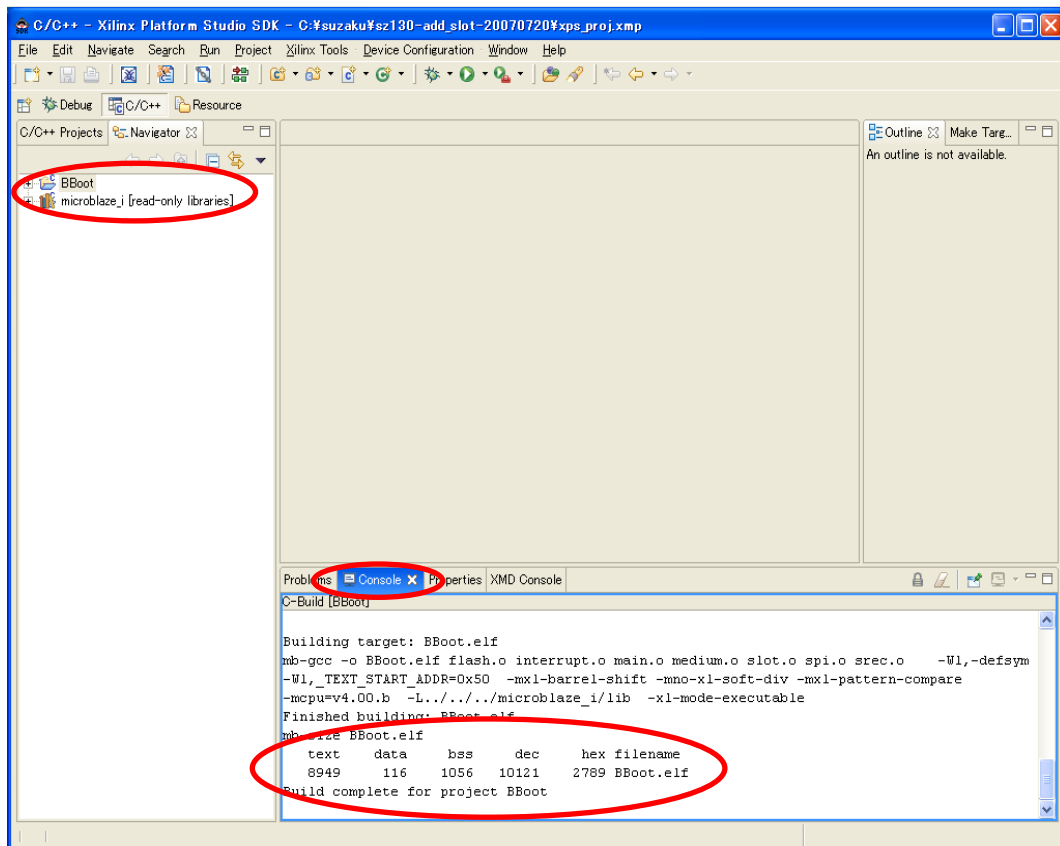 C/C++ - Xilinx Platform Studio SDK - C:¥suzaku¥sz130-add_slot-20070720¥xps_proj.xmp
File Edit Navigate Search Run Project Xilinx Tools Device Configuration Window Help
Debug C/C++ Resource
C/C++ Projects Navigator
Outline Make Targ...
An outline is not available.
BBoot
microblaze_i [read-only libraries]
Problems Console Properties XMD Console
C-Build [BBoot]
Building target: BBoot.elf
mb-gcc -o BBoot.elf flash.o interrupt.o main.o medium.o slot.o spi.o srec.o -Wl,-defsym
-Wl,_TEXT_START_ADDR=0x50 -mxl-barrel-shift -mno-xl-soft-div -mxl-pattern-compare
-mcpu=v4.00.b -L../../../microblaze_i/lib -xl-mode-executable
Finished building: BBoot.elf
mb-size BBoot.elf
text data bss dec hex filename
8949 116 1056 10121 2789 BBoot.elf
Build complete for project BBoot